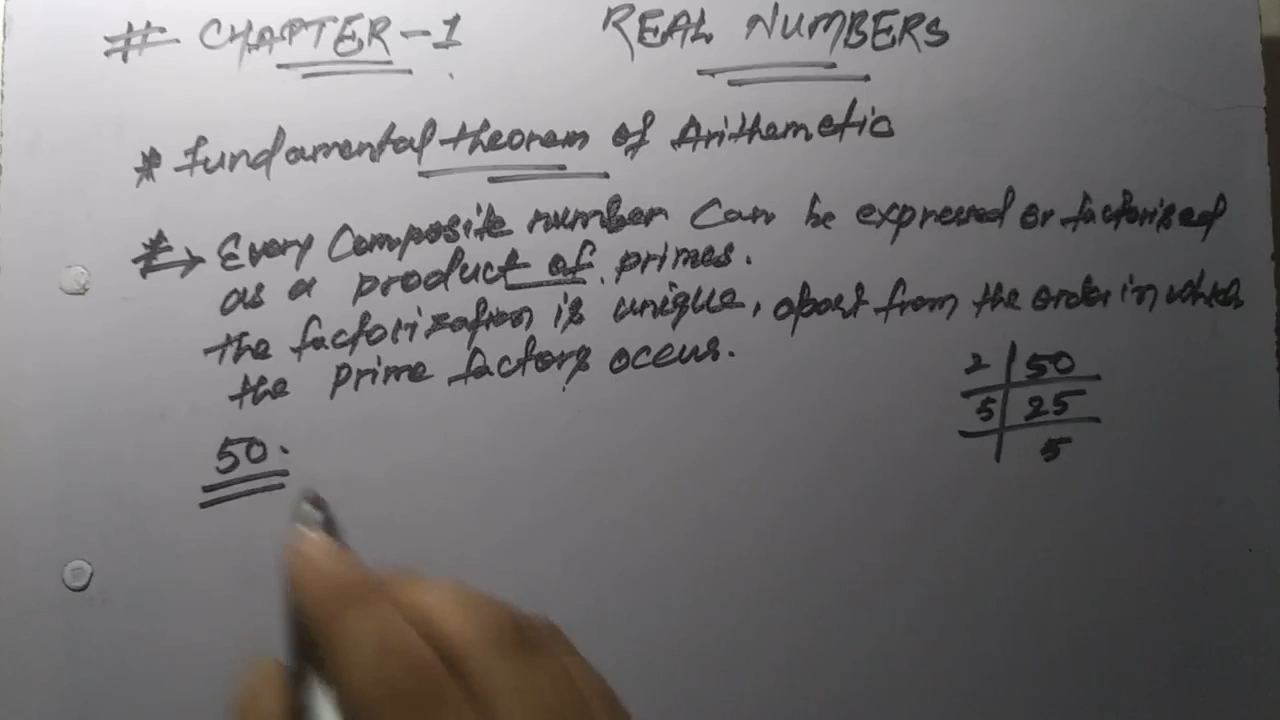 # CHAPTER-1 REAL NUMBERS
* Fundamental theorem of Arithemetic
* → Every Composite number Can be expressed or factorised
as a product of primes.
the factorization is unique, apart from the order in which
the prime factors occur.
2 | 50
5 | 25
5
50.